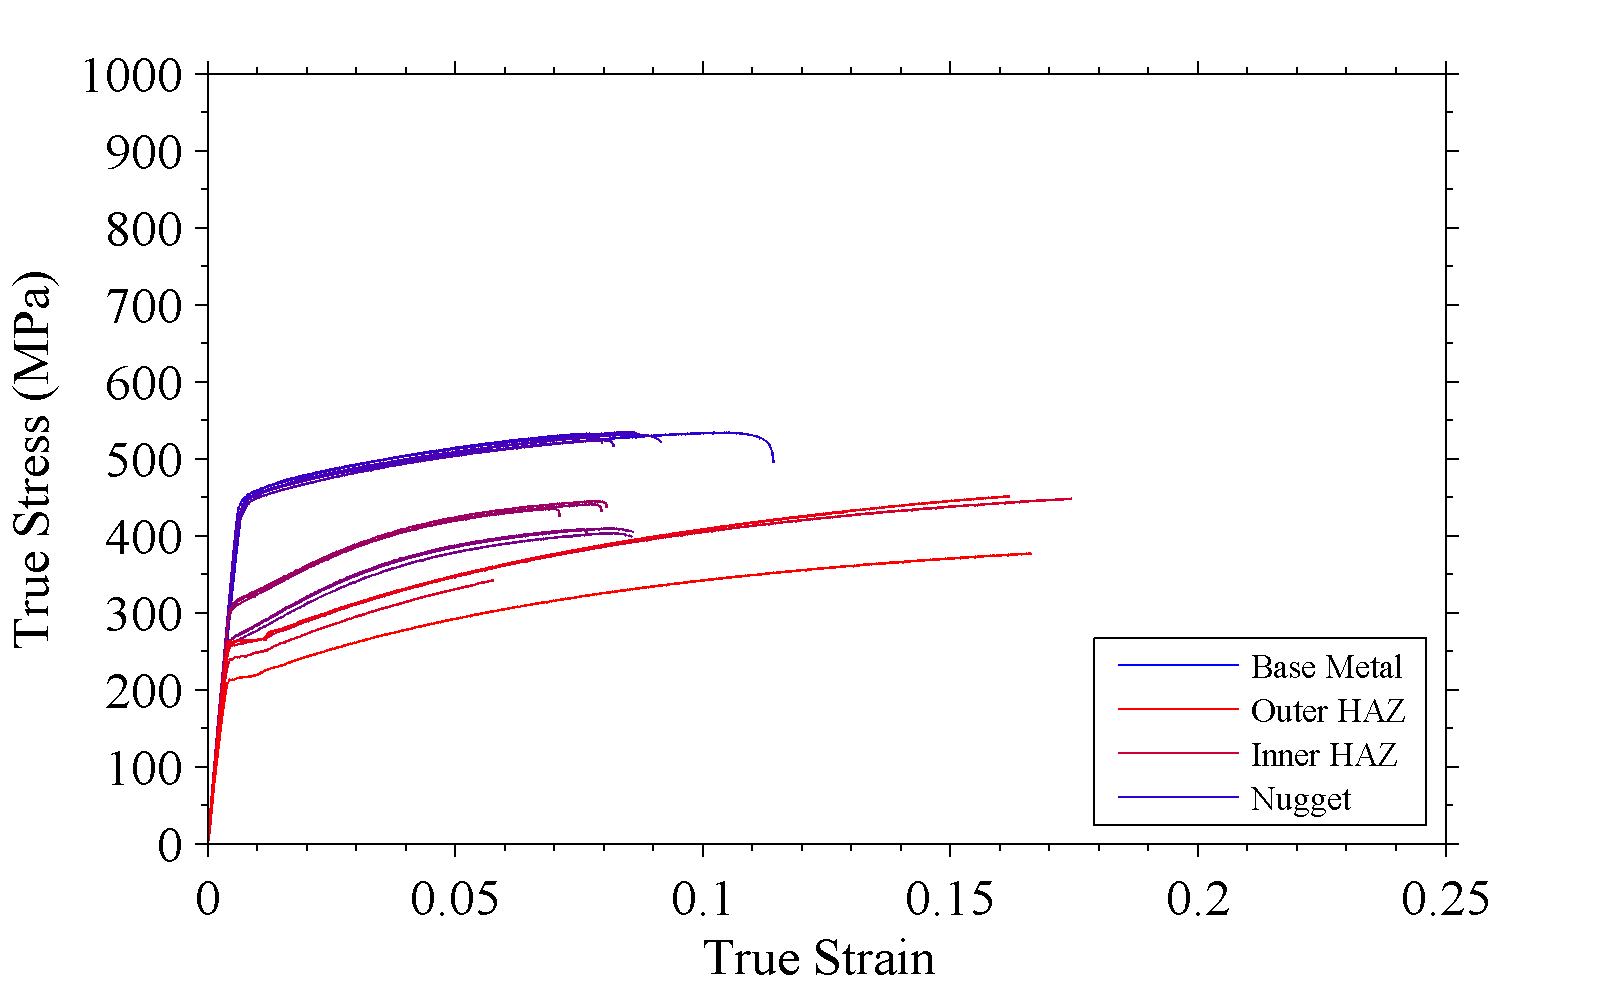 1000
900
800
700
600
500
400
300
200
100
0
True Stress (MPa)
Base Metal
Outer HAZ
Inner HAZ
Nugget
0 0.05 0.1 0.15 0.2 0.25
True Strain